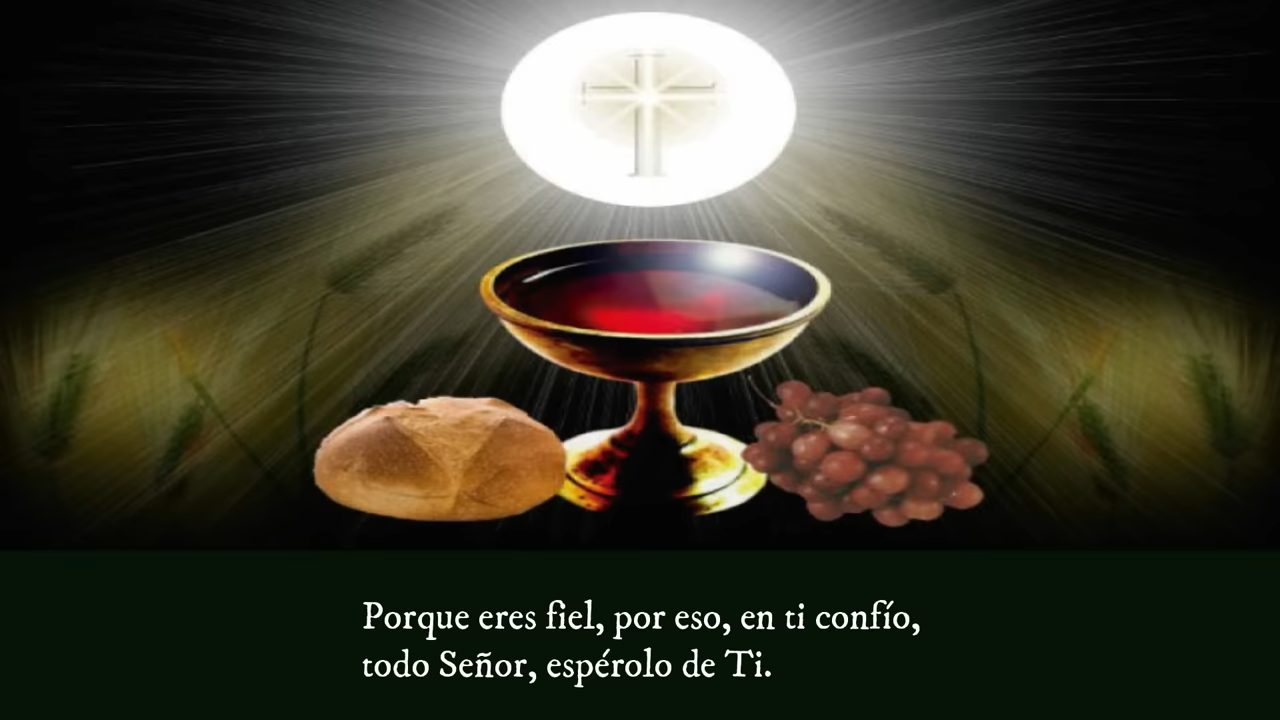 Porque eres fiel, por eso, en ti confío,
todo Señor, espérolo de Ti.